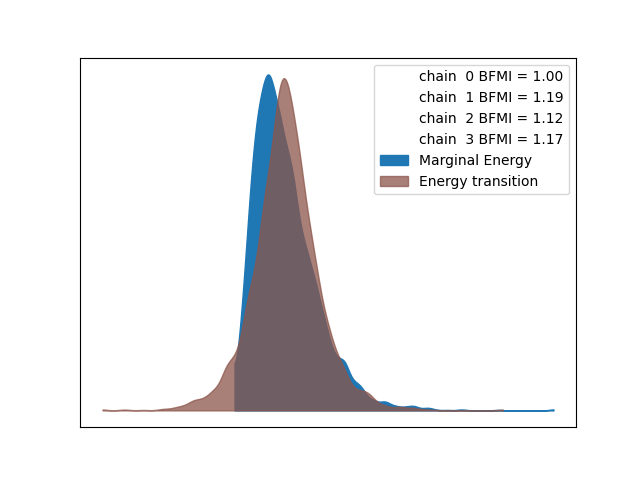 chain  0 BFMI = 1.00
chain  1 BFMI = 1.19
chain  2 BFMI = 1.12
chain  3 BFMI = 1.17
Marginal Energy
Energy transition